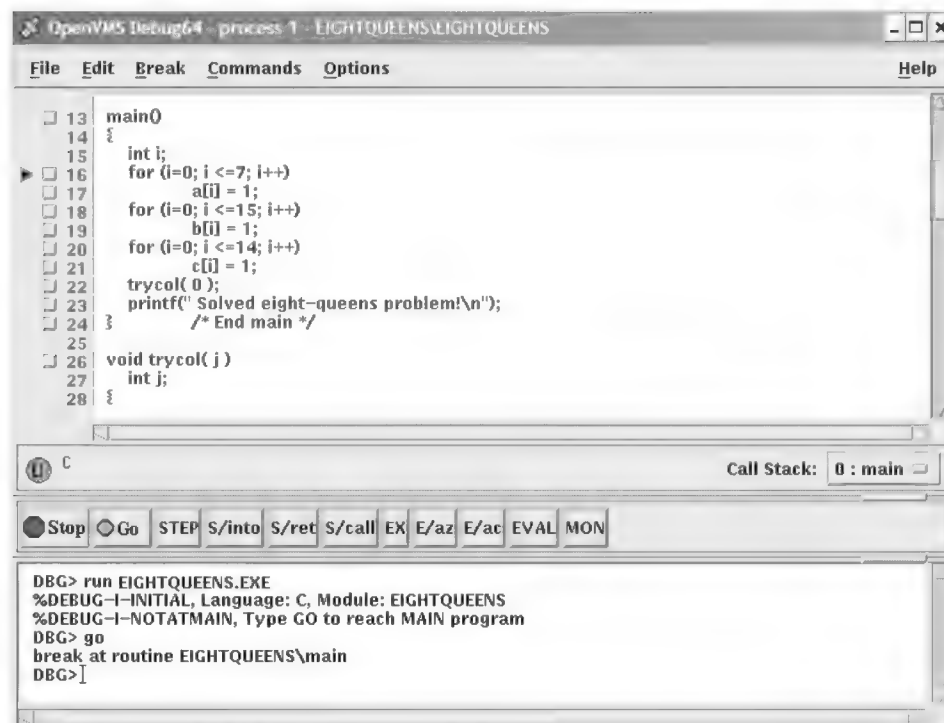 OpenVMS Debug64 - process 1 - EIGHTQUEENS\EIGHTQUEENS
File Edit Break Commands Options Help
13 main()
14 {
15 int i;
16 for (i=0; i <=7; i++)
17 a[i] = 1;
18 for (i=0; i <=15; i++)
19 b[i] = 1;
20 for (i=0; i <=14; i++)
21 c[i] = 1;
22 trycol( 0 );
23 printf(" Solved eight-queens problem!\n");
24 } /* End main */
25
26 void trycol( j )
27 int j;
28 {
C Call Stack: 0 : main
Stop Go STEP S/into S/ret S/call EX E/az E/ac EVAL MON
DBG> run EIGHTQUEENS.EXE
%DEBUG-I-INITIAL, Language: C, Module: EIGHTQUEENS
%DEBUG-I-NOTATMAIN, Type GO to reach MAIN program
DBG> go
break at routine EIGHTQUEENS\main
DBG>